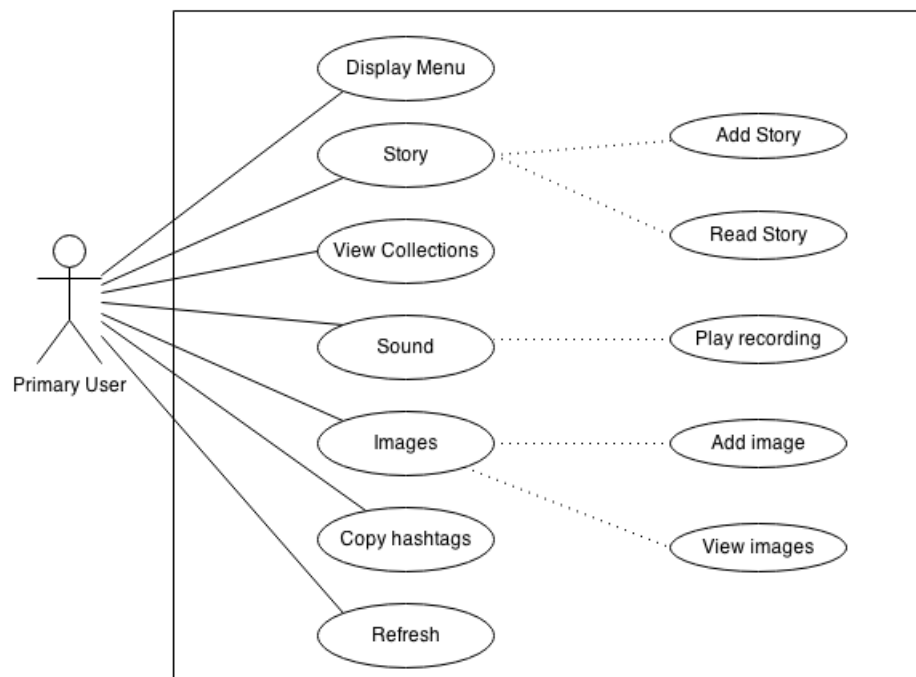 Display Menu
Story
Add Story
Read Story
View Collections
Sound
Play recording
Primary User
Images
Add image
Copy hashtags
View images
Refresh